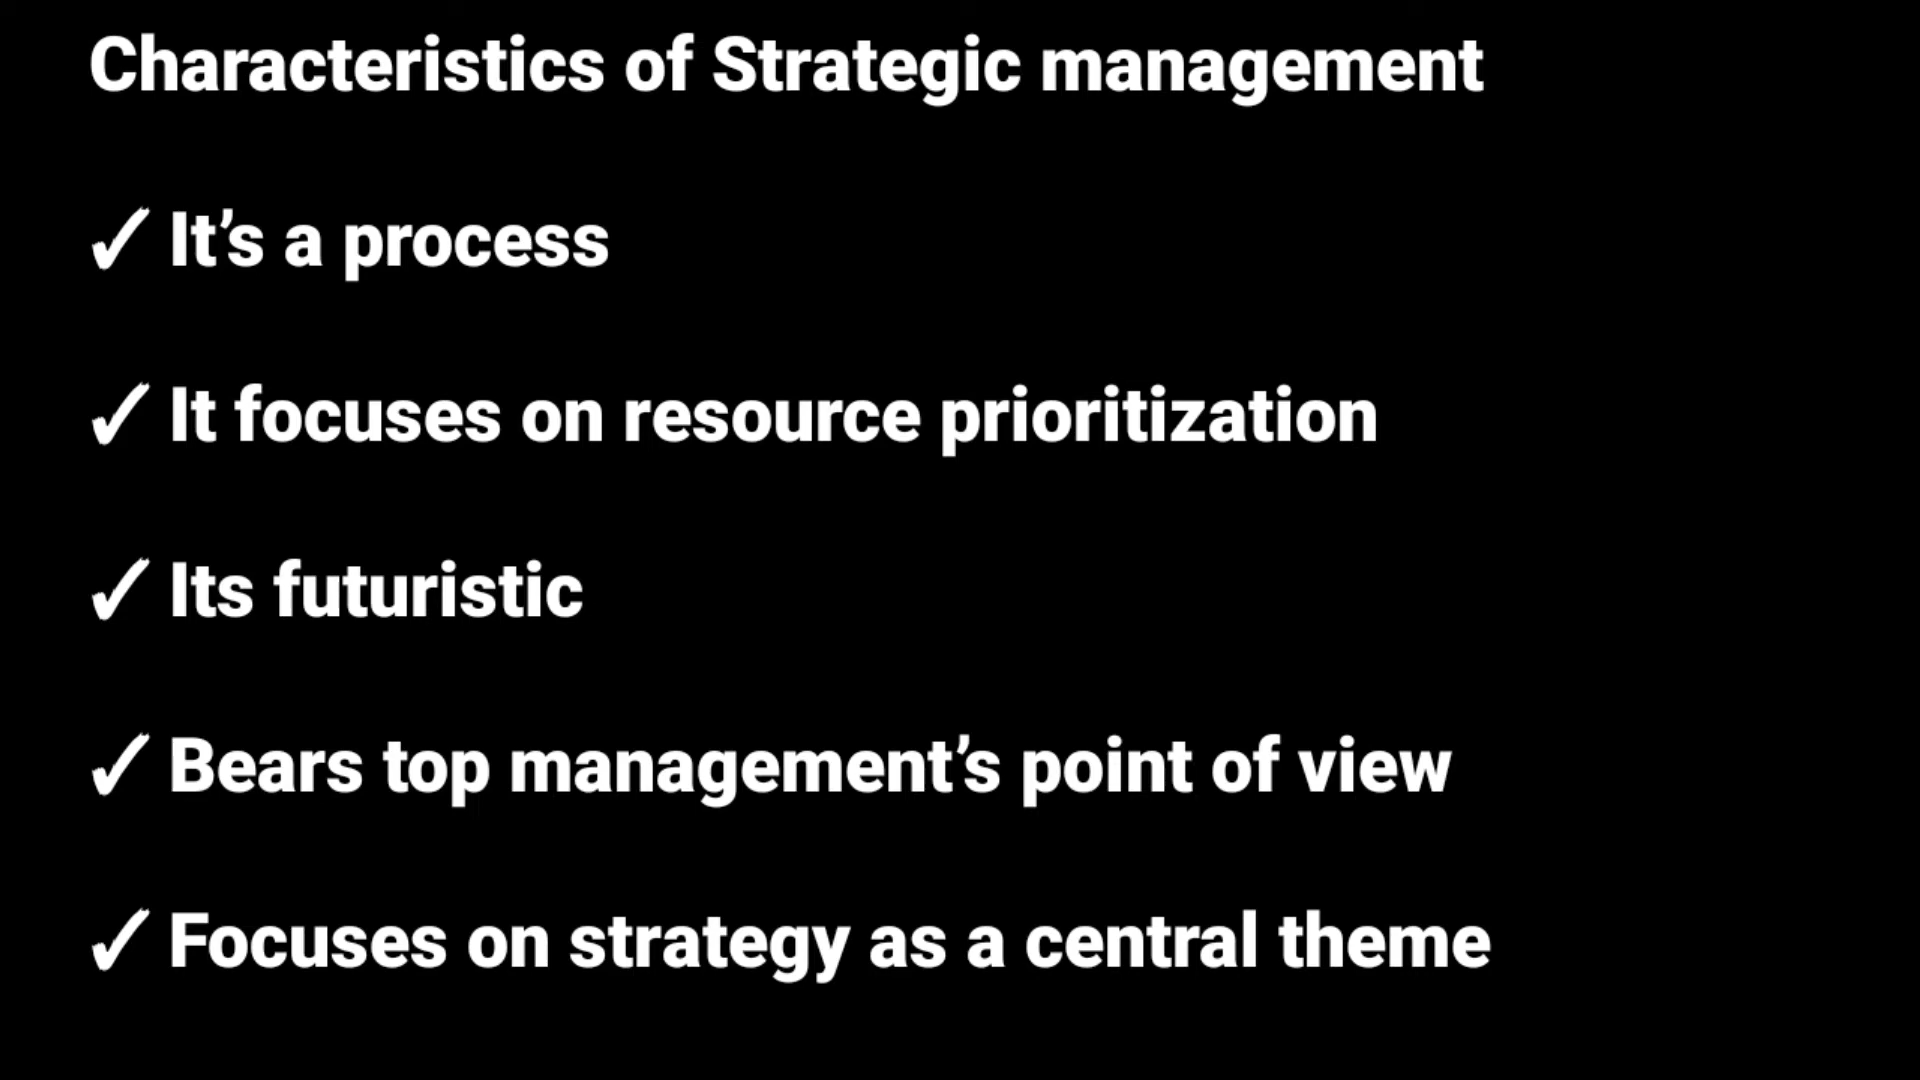 Characteristics of Strategic management
✓ It’s a process
✓ It focuses on resource prioritization
✓ Its futuristic
✓ Bears top management’s point of view
✓ Focuses on strategy as a central theme